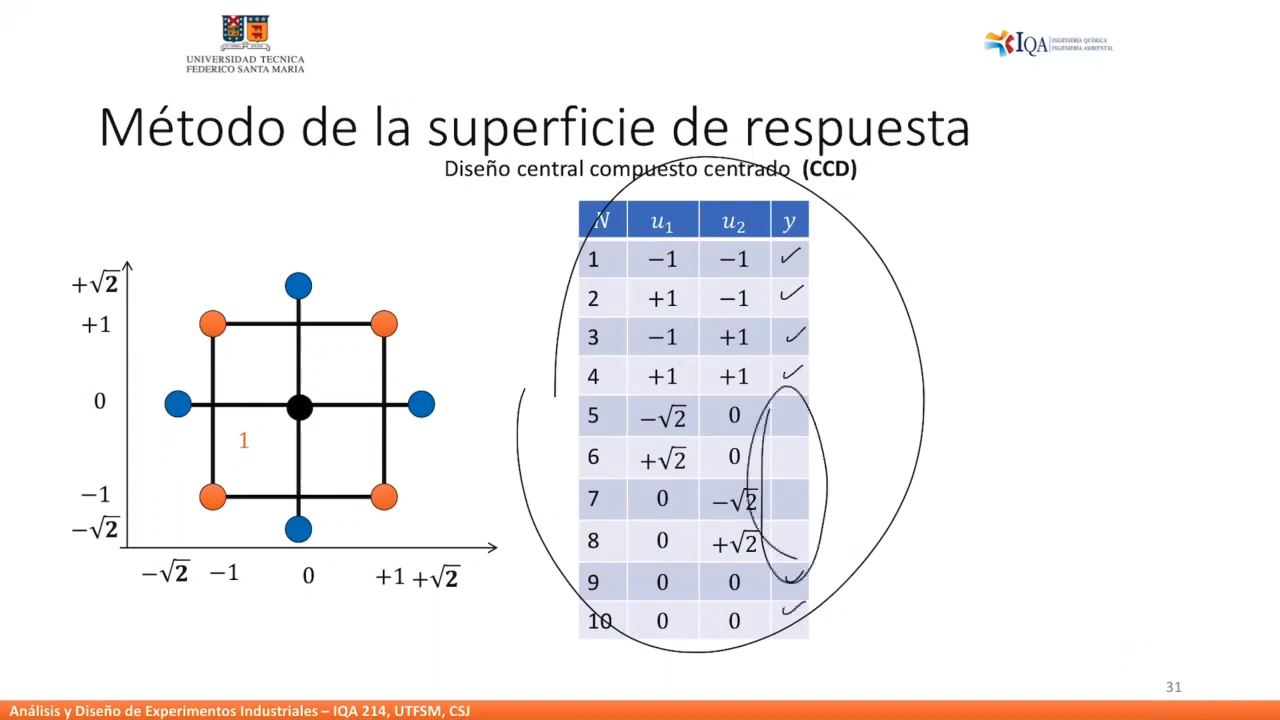 UNIVERSIDAD TECNICA
FEDERICO SANTA MARIA
IQA INGENIERÍA QUÍMICA
INGENIERÍA AMBIENTAL
Método de la superficie de respuesta
Diseño central compuesto centrado (CCD)
+√2
+1
0
1
−1
−√2
−√2 −1 0 +1 +√2
N u₁ u₂ y
1 −1 −1 ✓
2 +1 −1 ✓
3 −1 +1 ✓
4 +1 +1 ✓
5 −√2 0
6 +√2 0
7 0 −√2
8 0 +√2
9 0 0 ✓
10 0 0 ✓
31
Análisis y Diseño de Experimentos Industriales – IQA 214, UTFSM, CSJ